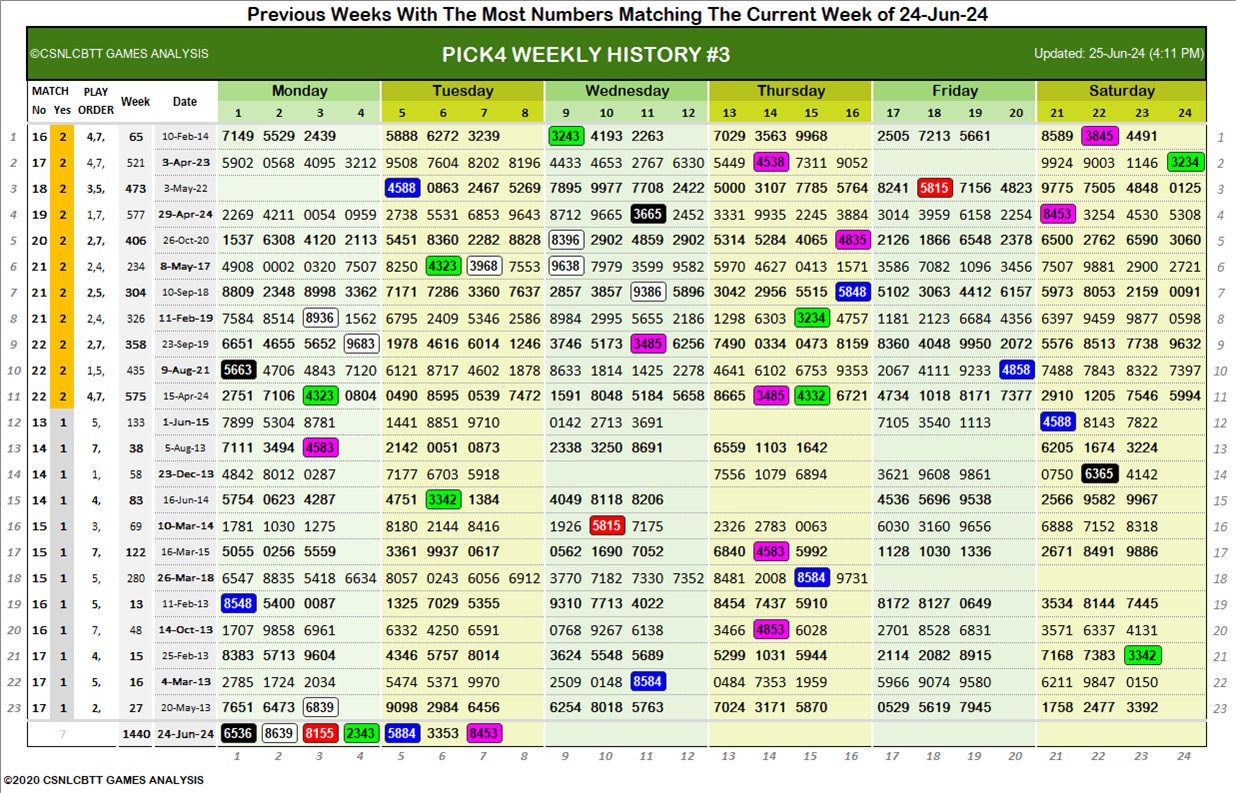 Previous Weeks With The Most Numbers Matching The Current Week of 24-Jun-24
©CSNLCBTT GAMES ANALYSIS PICK4 WEEKLY HISTORY #3 Updated: 25-Jun-24 (4:11 PM)
MATCH PLAY Week Date Monday Tuesday Wednesday Thursday Friday Saturday
No Yes ORDER 1 2 3 4 5 6 7 8 9 10 11 12 13 14 15 16 17 18 19 20 21 22 23 24
1 16 2 4,7, 65 10-Feb-14 7149 5529 2439 5888 6272 3239 3243 4193 2263 7029 3563 9968 2505 7213 5661 8589 3845 4491 1
2 17 2 4,7, 521 3-Apr-23 5902 0568 4095 3212 9508 7604 8202 8196 4433 4653 2767 6330 5449 4538 7311 9052 9924 9003 1146 3234 2
3 18 2 3,5, 473 3-May-22 4588 0863 2467 5269 7895 9977 7708 2422 5000 3107 7785 5764 8241 5815 7156 4823 9775 7505 4848 0125 3
4 19 2 1,7, 577 29-Apr-24 2269 4211 0054 0959 2738 5531 6853 9643 8712 9665 3665 2452 3331 9935 2245 3884 3014 3959 6158 2254 8453 3254 4530 5308 4
5 20 2 2,7, 406 26-Oct-20 1537 6308 4120 2113 5451 8360 2282 8828 8396 2902 4859 2902 5314 5284 4065 4835 2126 1866 6548 2378 6500 2762 6590 3060 5
6 21 2 2,4, 234 8-May-17 4908 0002 0320 7507 8250 4323 3968 7553 9638 7979 3599 9582 5970 4627 0413 1571 3586 7082 1096 3456 7507 9881 2900 2721 6
7 21 2 2,5, 304 10-Sep-18 8809 2348 8998 3362 7171 7286 3360 7637 2857 3857 9386 5896 3042 2956 5515 5848 5102 3063 4412 6157 5973 8053 2159 0091 7
8 21 2 2,4, 326 11-Feb-19 7584 8514 8936 1562 6795 2409 5346 2586 8984 2995 5655 2186 1298 6303 3234 4757 1181 2123 6684 4356 6397 9459 9877 0598 8
9 22 2 2,7, 358 23-Sep-19 6651 4655 5652 9683 1978 4616 6014 1246 3746 5173 3485 6256 7490 0334 0473 8159 8360 4048 9950 2072 5576 8513 7738 9632 9
10 22 2 1,5, 435 9-Aug-21 5663 4706 4843 7120 6121 8717 4602 1878 8633 1814 1425 2278 4641 6102 6753 9353 2067 4111 9233 4858 7488 7843 8322 7397 10
11 22 2 4,7, 575 15-Apr-24 2751 7106 4323 0804 0490 8595 0539 7472 1591 8048 5184 5658 8665 3485 4332 6721 4734 1018 8171 7377 2910 1205 7546 5994 11
12 13 1 5, 133 1-Jun-15 7899 5304 8781 1441 8851 9710 0142 2713 3691 7105 3540 1113 4588 8143 7822 12
13 14 1 7, 38 5-Aug-13 7111 3494 4583 2142 0051 0873 2338 3250 8691 6559 1103 1642 6205 1674 3224 13
14 14 1 1, 58 23-Dec-13 4842 8012 0287 7177 6703 5918 7556 1079 6894 3621 9608 9861 0750 6365 4142 14
15 14 1 4, 83 16-Jun-14 5754 0623 4287 4751 3342 1384 4049 8118 8206 4536 5696 9538 2566 9582 9967 15
16 15 1 3, 69 10-Mar-14 1781 1030 1275 8180 2144 8416 1926 5815 7175 2326 2783 0063 6030 3160 9656 6888 7152 8318 16
17 15 1 7, 122 16-Mar-15 5055 0256 5559 3361 9937 0617 0562 1690 7052 6840 4583 5992 1128 1030 1336 2671 8491 9886 17
18 15 1 5, 280 26-Mar-18 6547 8835 5418 6634 8057 0243 6056 6912 3770 7182 7330 7352 8481 2008 8584 9731 18
19 16 1 5, 13 11-Feb-13 8548 5400 0087 1325 7029 5355 9310 7713 4022 8454 7437 5910 8172 8127 0649 3534 8144 7445 19
20 16 1 7, 48 14-Oct-13 1707 9858 6961 6332 4250 6591 0768 9267 6138 3466 4853 6028 2701 8528 6831 3571 6337 4131 20
21 17 1 4, 15 25-Feb-13 8383 5713 9604 4346 5757 8014 3624 5548 5689 5299 1031 5944 2114 2082 8915 7168 7383 3342 21
22 17 1 5, 16 4-Mar-13 2785 1724 2034 5474 5371 9970 2509 0148 8584 0484 7353 1959 5966 9074 9580 6211 9847 0150 22
23 17 1 2, 27 20-May-13 7651 6473 6839 9098 2984 6456 6254 8018 5763 7024 3171 5870 0529 5619 7945 1758 2477 3392 23
7 1440 24-Jun-24 6536 8639 8155 2343 5884 3353 8453
1 2 3 4 5 6 7 8 9 10 11 12 13 14 15 16 17 18 19 20 21 22 23 24
©2020 CSNLCBTT GAMES ANALYSIS